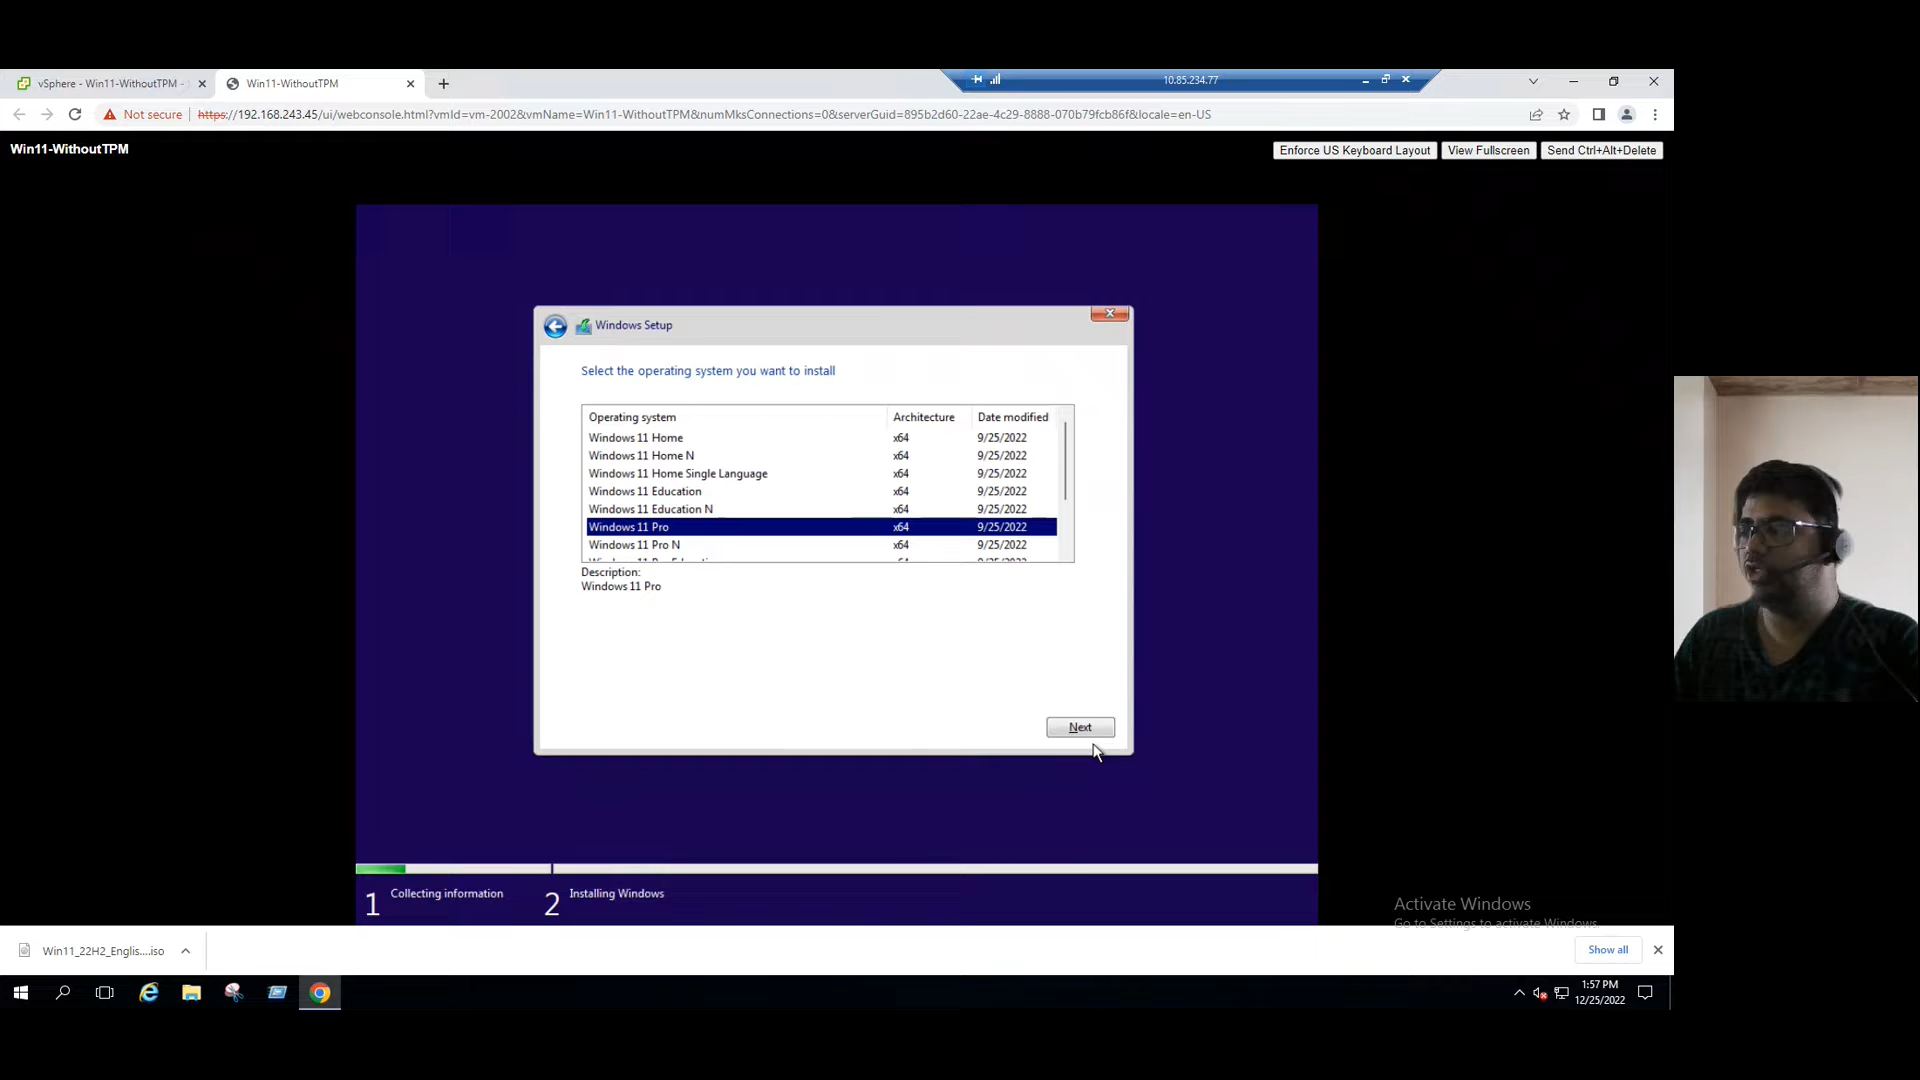 vSphere - Win11-WithoutTPM -
Win11-WithoutTPM
10.85.234.77
Not secure
https://192.168.243.45/ui/webconsole.html?vmId=vm-2002&vmName=Win11-WithoutTPM&numMksConnections=0&serverGuid=895b2d60-22ae-4c29-8888-070b79fcb86f&locale=en-US
Win11-WithoutTPM
Enforce US Keyboard Layout
View Fullscreen
Send Ctrl+Alt+Delete
Windows Setup
Select the operating system you want to install
Operating system Architecture Date modified
Windows 11 Home x64 9/25/2022
Windows 11 Home N x64 9/25/2022
Windows 11 Home Single Language x64 9/25/2022
Windows 11 Education x64 9/25/2022
Windows 11 Education N x64 9/25/2022
Windows 11 Pro x64 9/25/2022
Windows 11 Pro N x64 9/25/2022
Description:
Windows 11 Pro
Next
1 Collecting information
2 Installing Windows
Activate Windows
Go to Settings to activate Windows.
Win11_22H2_Englis....iso
Show all
1:57 PM
12/25/2022